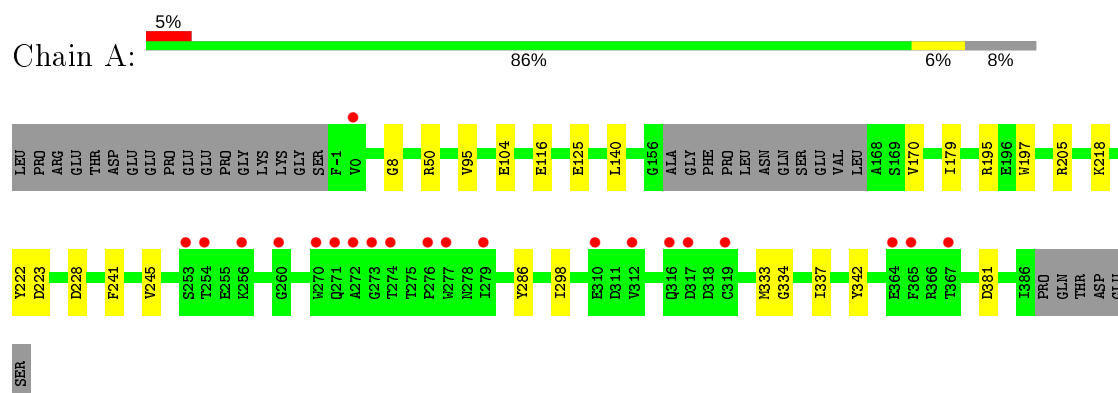 5%
Chain A:
86% 6% 8%
LEU PRO ARG GLU THR ASP GLU GLU PRO GLU GLU PRO GLY LYS LYS GLY SER F-1 V0 G8 R50 V95 E104 E116 E125 L140 G156 ALA GLY PHE PRO LEU ASN GLN SER GLU VAL LEU A168 S169 V170 I179 R195 E196 W197 R205 K218
Y222 D223 D228 F241 V245 S253 T254 E255 K256 G260 W270 Q271 A272 G273 T274 T275 P276 W277 N278 I279 Y286 I298 E310 D311 V312 Q316 D317 D318 C319 M333 G334 I337 Y342 E364 F365 R366 T367 D381 I386 PRO GLN THR ASP GLU
SER